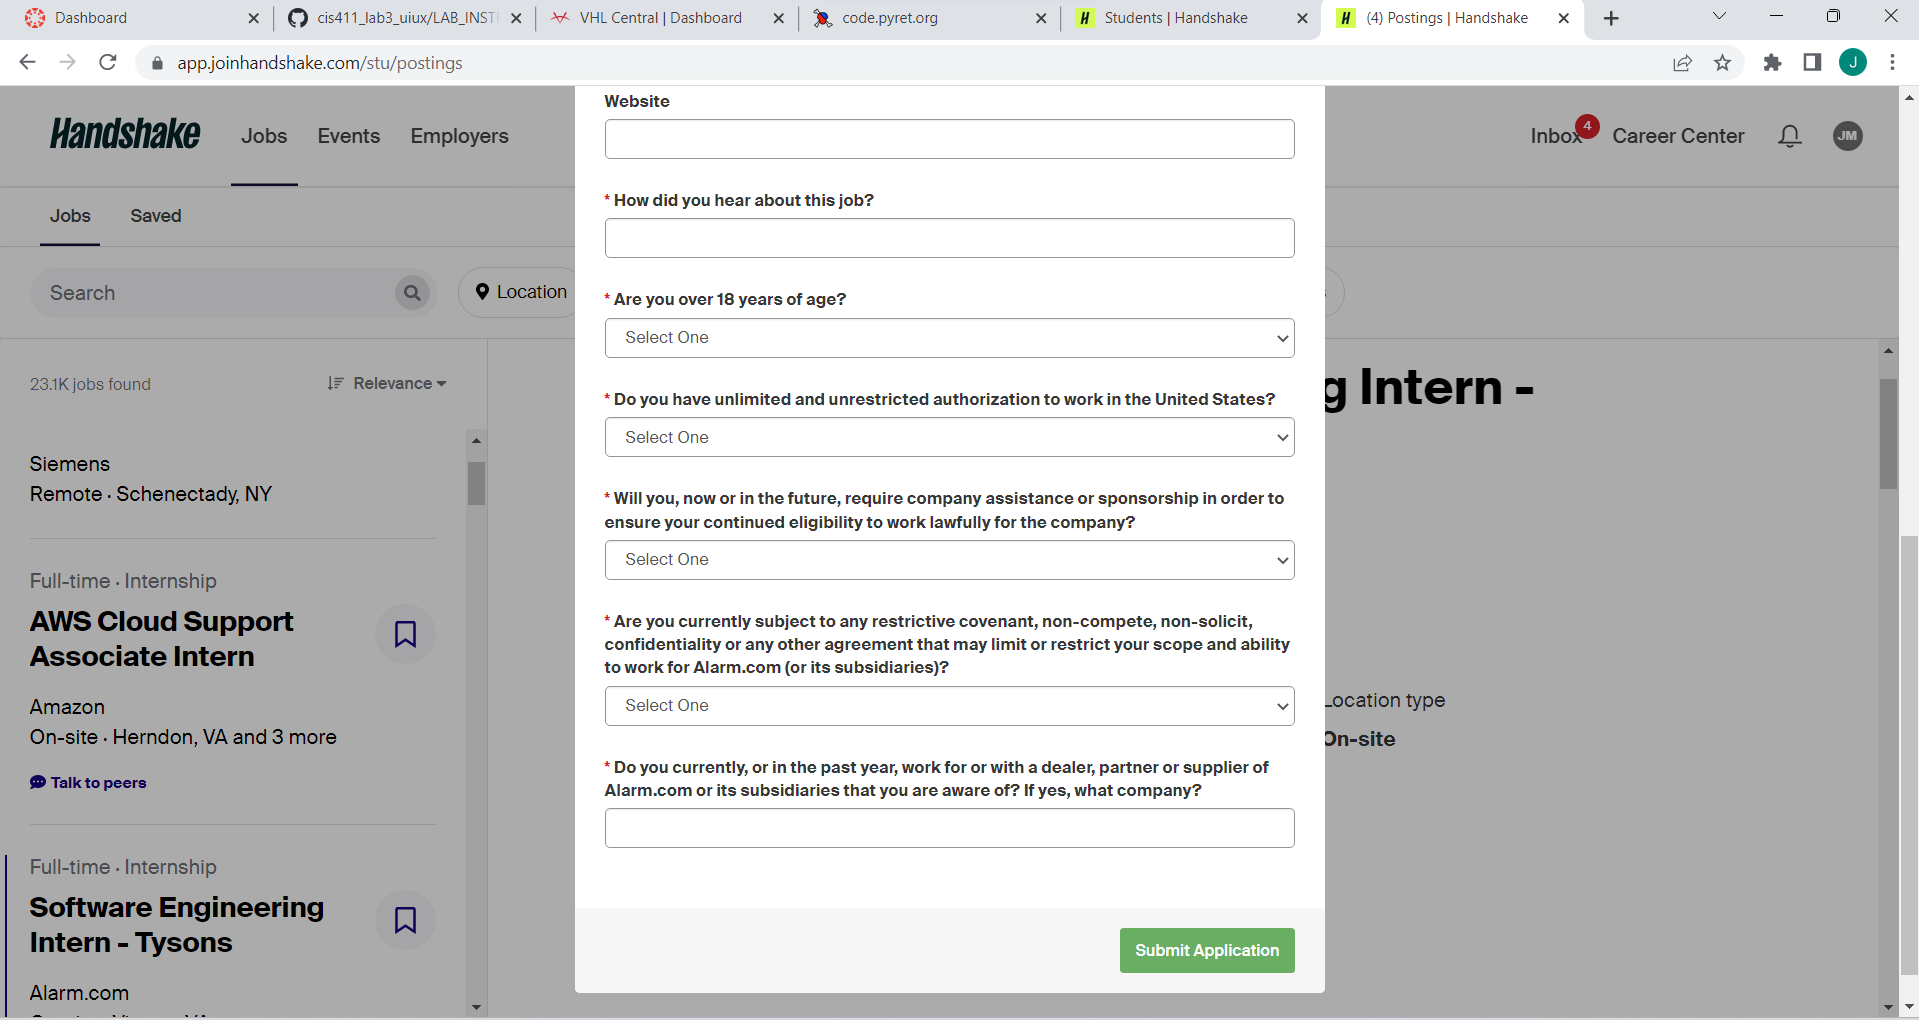 Dashboard
cis411_lab3_uiux/LAB_INST
VHL Central | Dashboard
code.pyret.org
Students | Handshake
(4) Postings | Handshake
app.joinhandshake.com/stu/postings
J
Handshake
Jobs
Events
Employers
Inbox
4
Career Center
JM
Jobs
Saved
Search
Location
23.1K jobs found
Relevance
Siemens
Remote · Schenectady, NY
Full-time · Internship
AWS Cloud Support
Associate Intern
Amazon
On-site · Herndon, VA and 3 more
Talk to peers
Full-time · Internship
Software Engineering
Intern - Tysons
Alarm.com
Website
* How did you hear about this job?
* Are you over 18 years of age?
Select One
* Do you have unlimited and unrestricted authorization to work in the United States?
Select One
* Will you, now or in the future, require company assistance or sponsorship in order to
ensure your continued eligibility to work lawfully for the company?
Select One
* Are you currently subject to any restrictive covenant, non-compete, non-solicit,
confidentiality or any other agreement that may limit or restrict your scope and ability
to work for Alarm.com (or its subsidiaries)?
Select One
* Do you currently, or in the past year, work for or with a dealer, partner or supplier of
Alarm.com or its subsidiaries that you are aware of? If yes, what company?
Submit Application
g Intern -
Location type
On-site